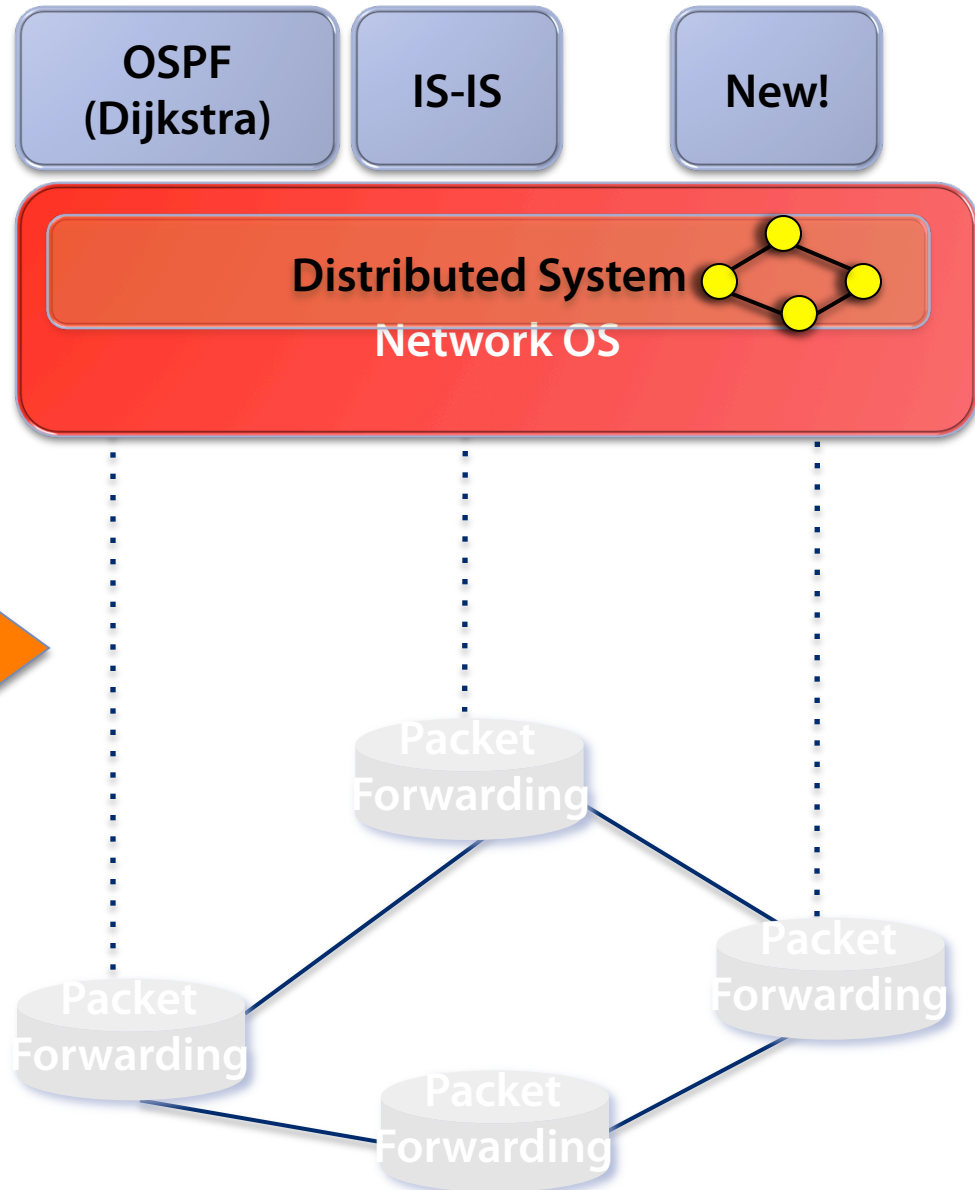 OSPF
(Dijkstra)
IS-IS
New!
Distributed System
Network OS
Packet
Forwarding
Packet
Forwarding
Packet
Forwarding
Packet
Forwarding